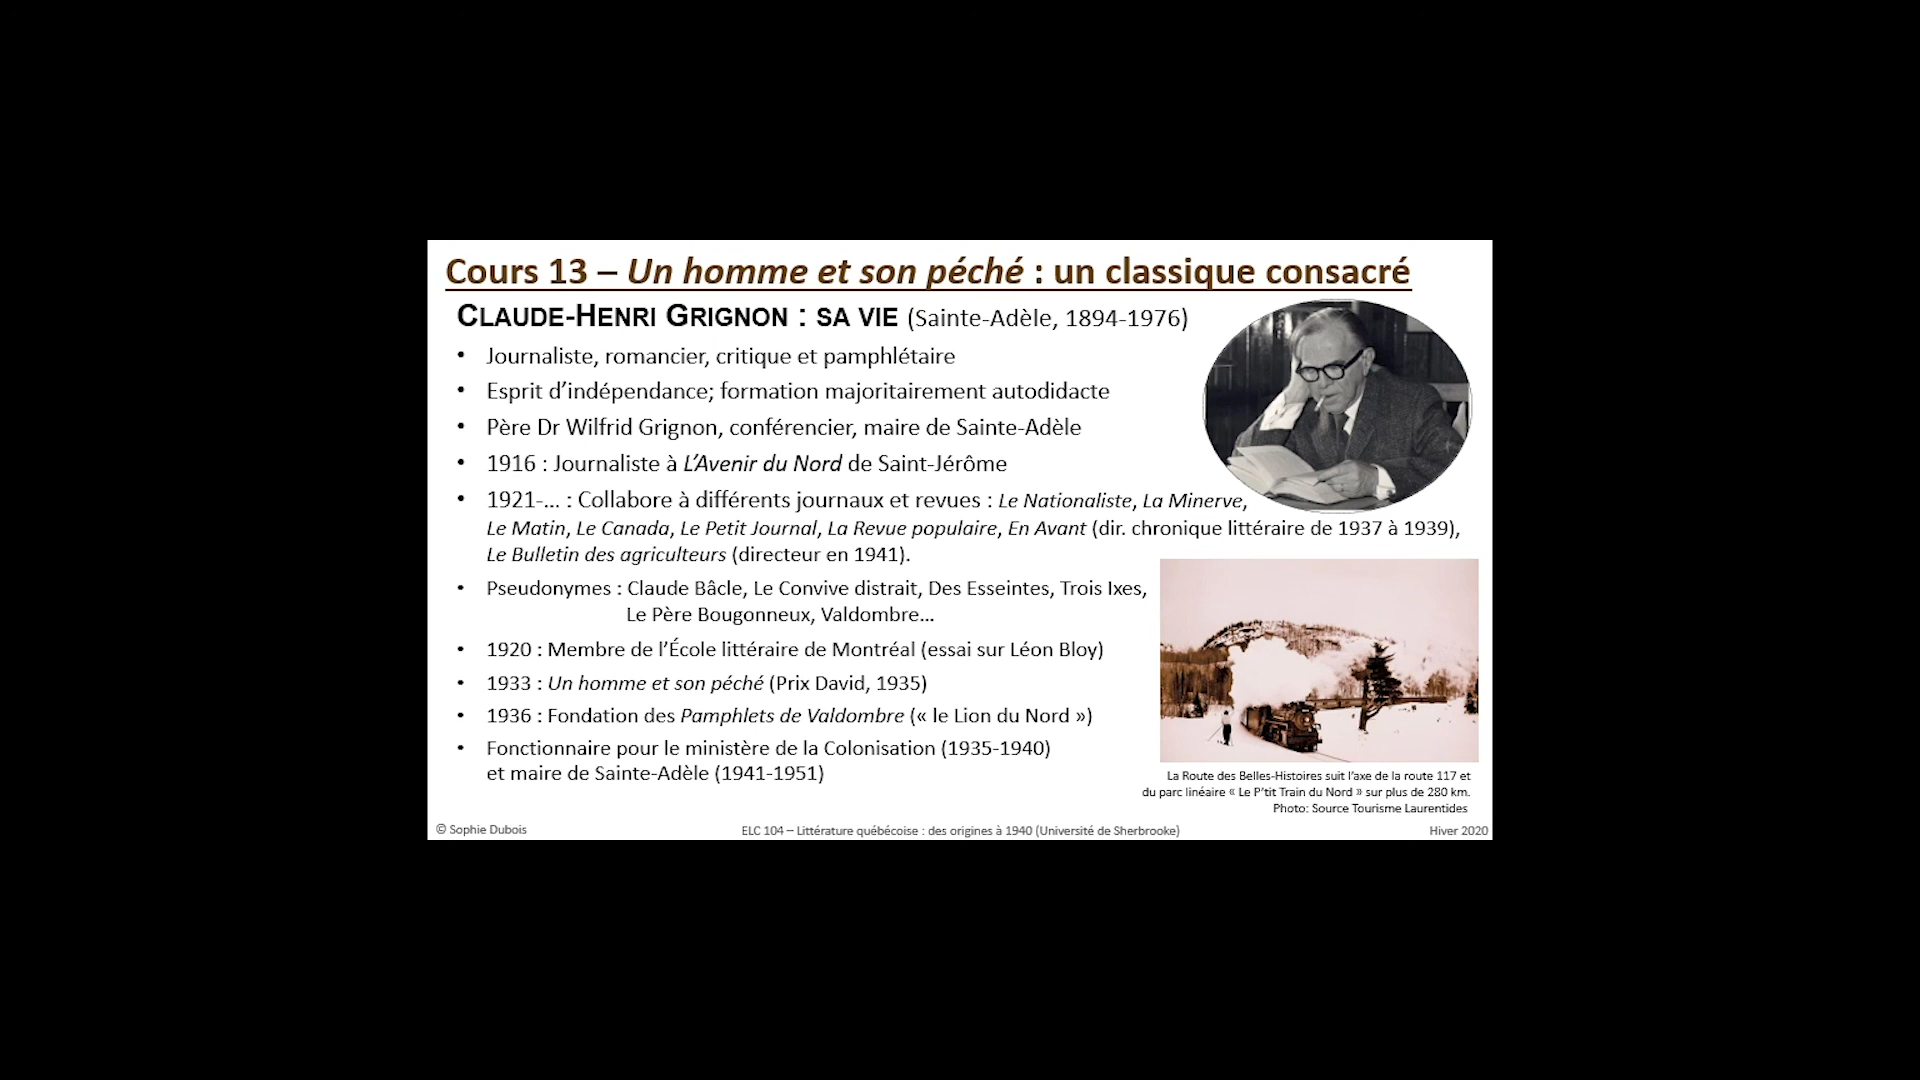 Cours 13 – Un homme et son péché : un classique consacré
CLAUDE-HENRI GRIGNON : SA VIE (Sainte-Adèle, 1894-1976)
• Journaliste, romancier, critique et pamphlétaire
• Esprit d’indépendance; formation majoritairement autodidacte
• Père Dr Wilfrid Grignon, conférencier, maire de Sainte-Adèle
• 1916 : Journaliste à L’Avenir du Nord de Saint-Jérôme
• 1921-... : Collabore à différents journaux et revues : Le Nationaliste, La Minerve,
Le Matin, Le Canada, Le Petit Journal, La Revue populaire, En Avant (dir. chronique littéraire de 1937 à 1939),
Le Bulletin des agriculteurs (directeur en 1941).
• Pseudonymes : Claude Bâcle, Le Convive distrait, Des Esseintes, Trois Ixes,
Le Père Bougonneux, Valdombre...
• 1920 : Membre de l’École littéraire de Montréal (essai sur Léon Bloy)
• 1933 : Un homme et son péché (Prix David, 1935)
• 1936 : Fondation des Pamphlets de Valdombre (« le Lion du Nord »)
• Fonctionnaire pour le ministère de la Colonisation (1935-1940)
et maire de Sainte-Adèle (1941-1951)
La Route des Belles-Histoires suit l’axe de la route 117 et
du parc linéaire « Le P’tit Train du Nord » sur plus de 280 km.
Photo: Source Tourisme Laurentides
© Sophie Dubois
ELC 104 – Littérature québécoise : des origines à 1940 (Université de Sherbrooke)
Hiver 2020